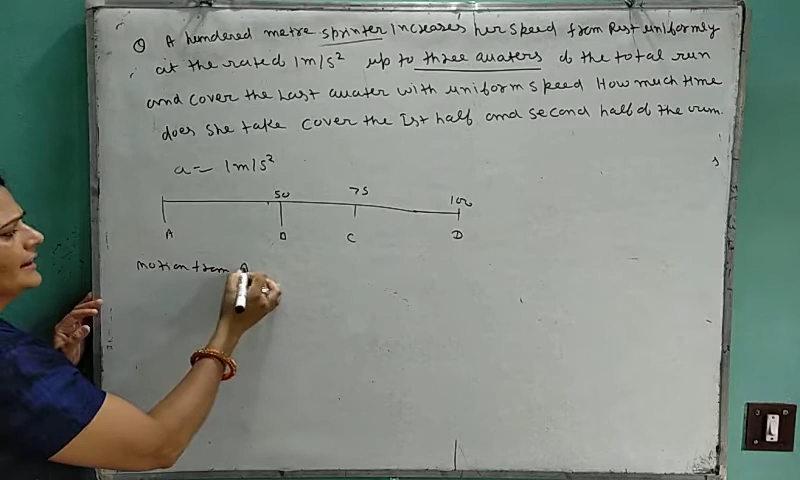 Q A hundered metre sprinter Increases her speed from Rest uniformly
at the rated 1m/s² up to three quaters of the total run
and cover the Last quater with uniform speed How much time
does she take cover the Ist half and second half of the run.
a = 1m/s²
50 75 100
A B C D
motion from A